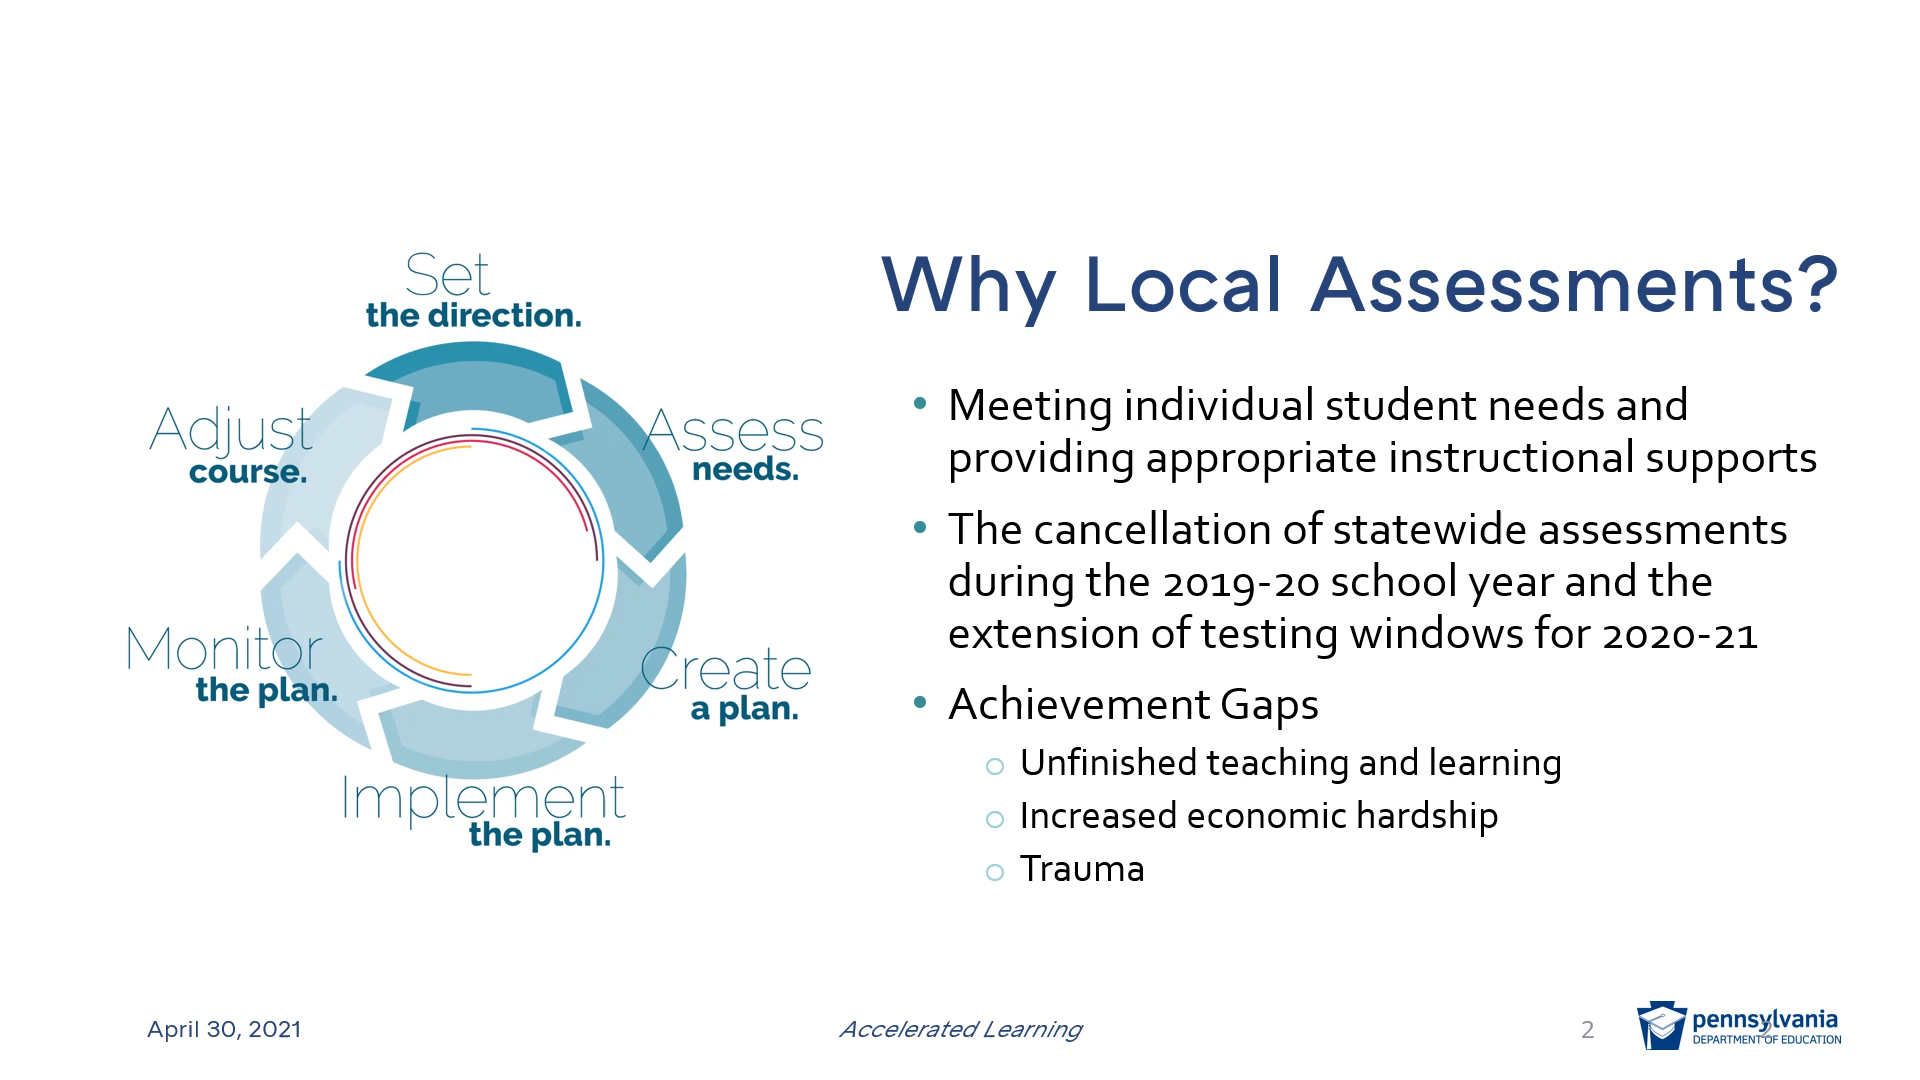 Set
the direction.
Assess
needs.
Create
a plan.
Implement
the plan.
Monitor
the plan.
Adjust
course.
Why Local Assessments?
• Meeting individual student needs and
providing appropriate instructional supports
• The cancellation of statewide assessments
during the 2019-20 school year and the
extension of testing windows for 2020-21
• Achievement Gaps
o Unfinished teaching and learning
o Increased economic hardship
o Trauma
April 30, 2021
Accelerated Learning
2
pennsylvania
DEPARTMENT OF EDUCATION
2